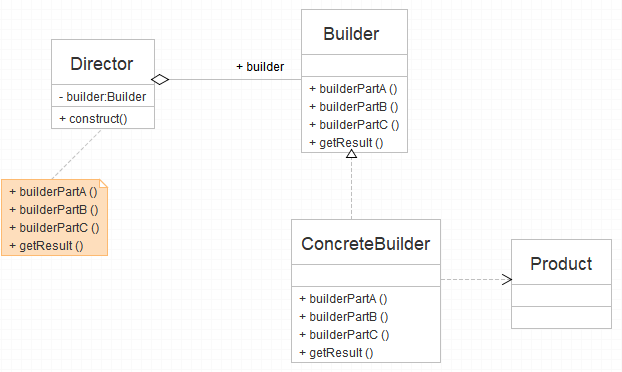 Director
- builder:Builder
+ construct()
+ builderPartA ()
+ builderPartB ()
+ builderPartC ()
+ getResult ()
+ builder
Builder
+ builderPartA ()
+ builderPartB ()
+ builderPartC ()
+ getResult ()
ConcreteBuilder
+ builderPartA ()
+ builderPartB ()
+ builderPartC ()
+ getResult ()
Product